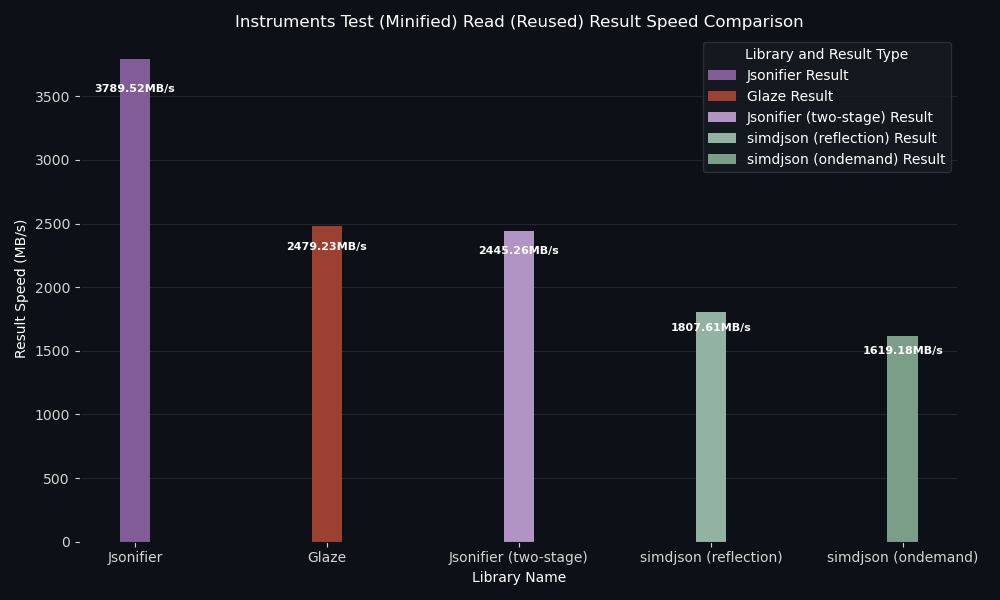 Instruments Test (Minified) Read (Reused) Result Speed Comparison
Library and Result Type
Jsonifier Result
Glaze Result
Jsonifier (two-stage) Result
simdjson (reflection) Result
simdjson (ondemand) Result
Result Speed (MB/s)
3500
3000
2500
2000
1500
1000
500
0
3789.52MB/s
2479.23MB/s
2445.26MB/s
1807.61MB/s
1619.18MB/s
Jsonifier
Glaze
Jsonifier (two-stage)
simdjson (reflection)
simdjson (ondemand)
Library Name